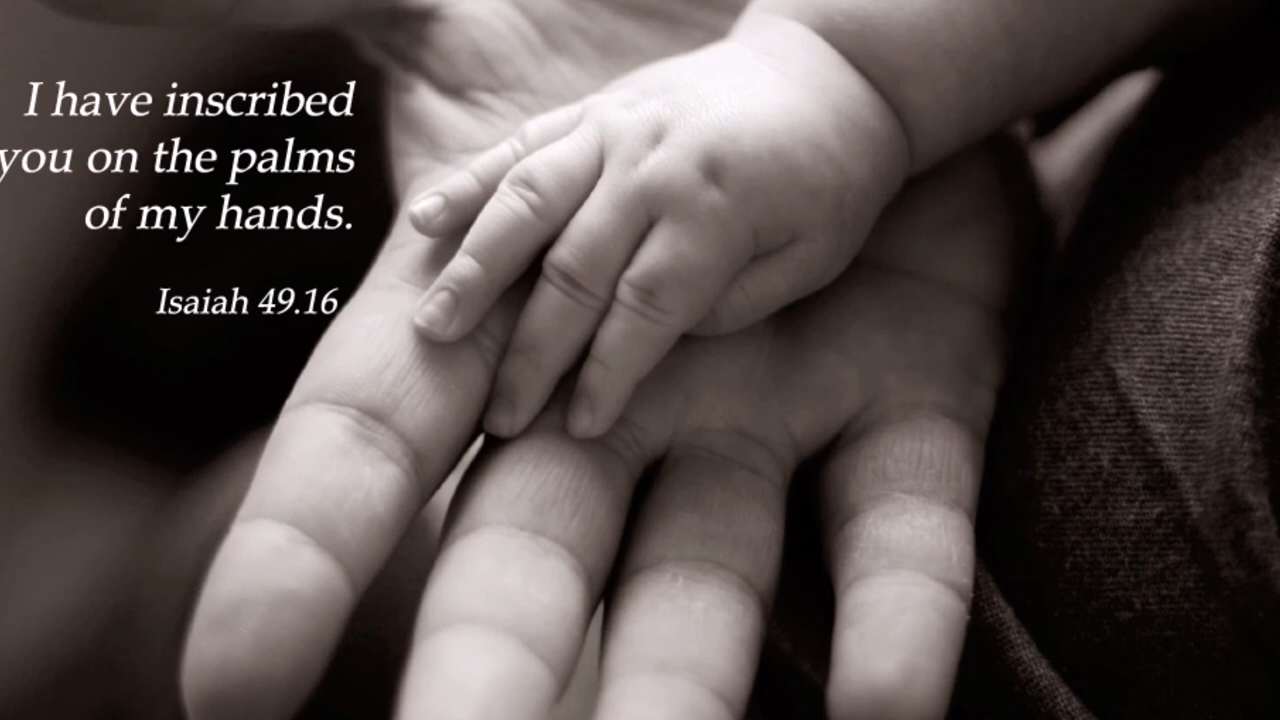 I have inscribed
you on the palms
of my hands.
Isaiah 49.16